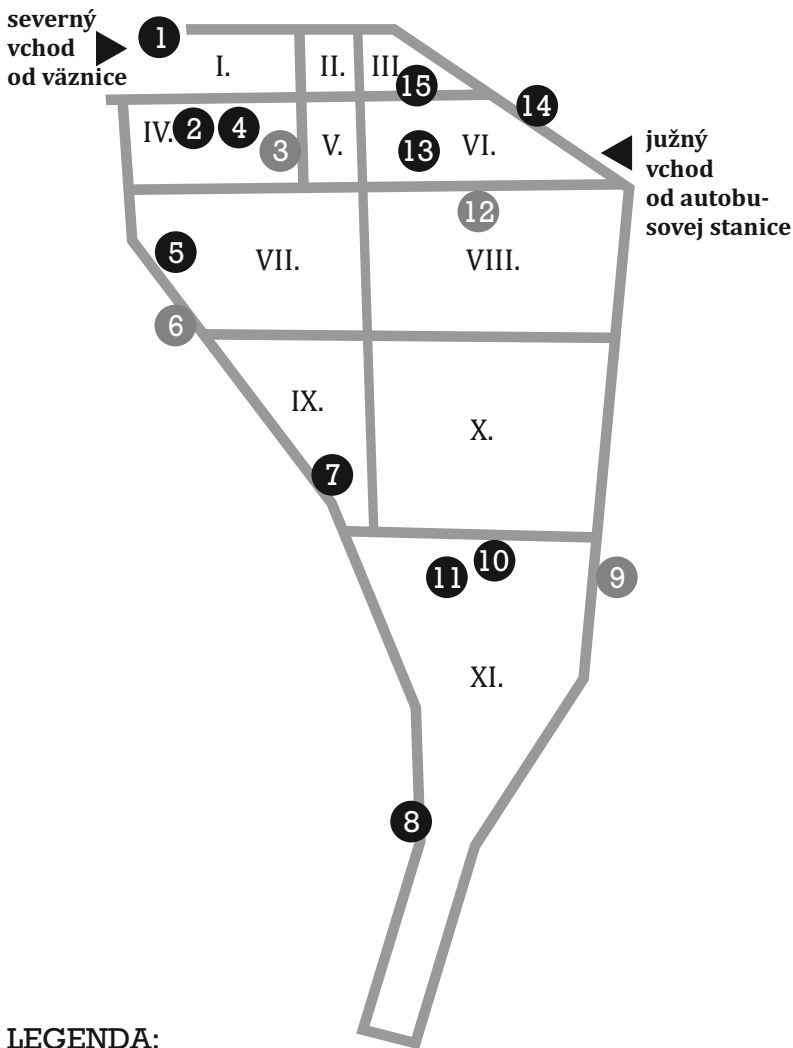 severný
vchod
od väznice
1
I.
II.
III.
15
14
IV.
2
4
3
V.
13
VI.
južný
vchod
od autobu-
sovej stanice
12
5
VII.
VIII.
6
IX.
X.
7
10
11
9
XI.
8
LEGENDA: